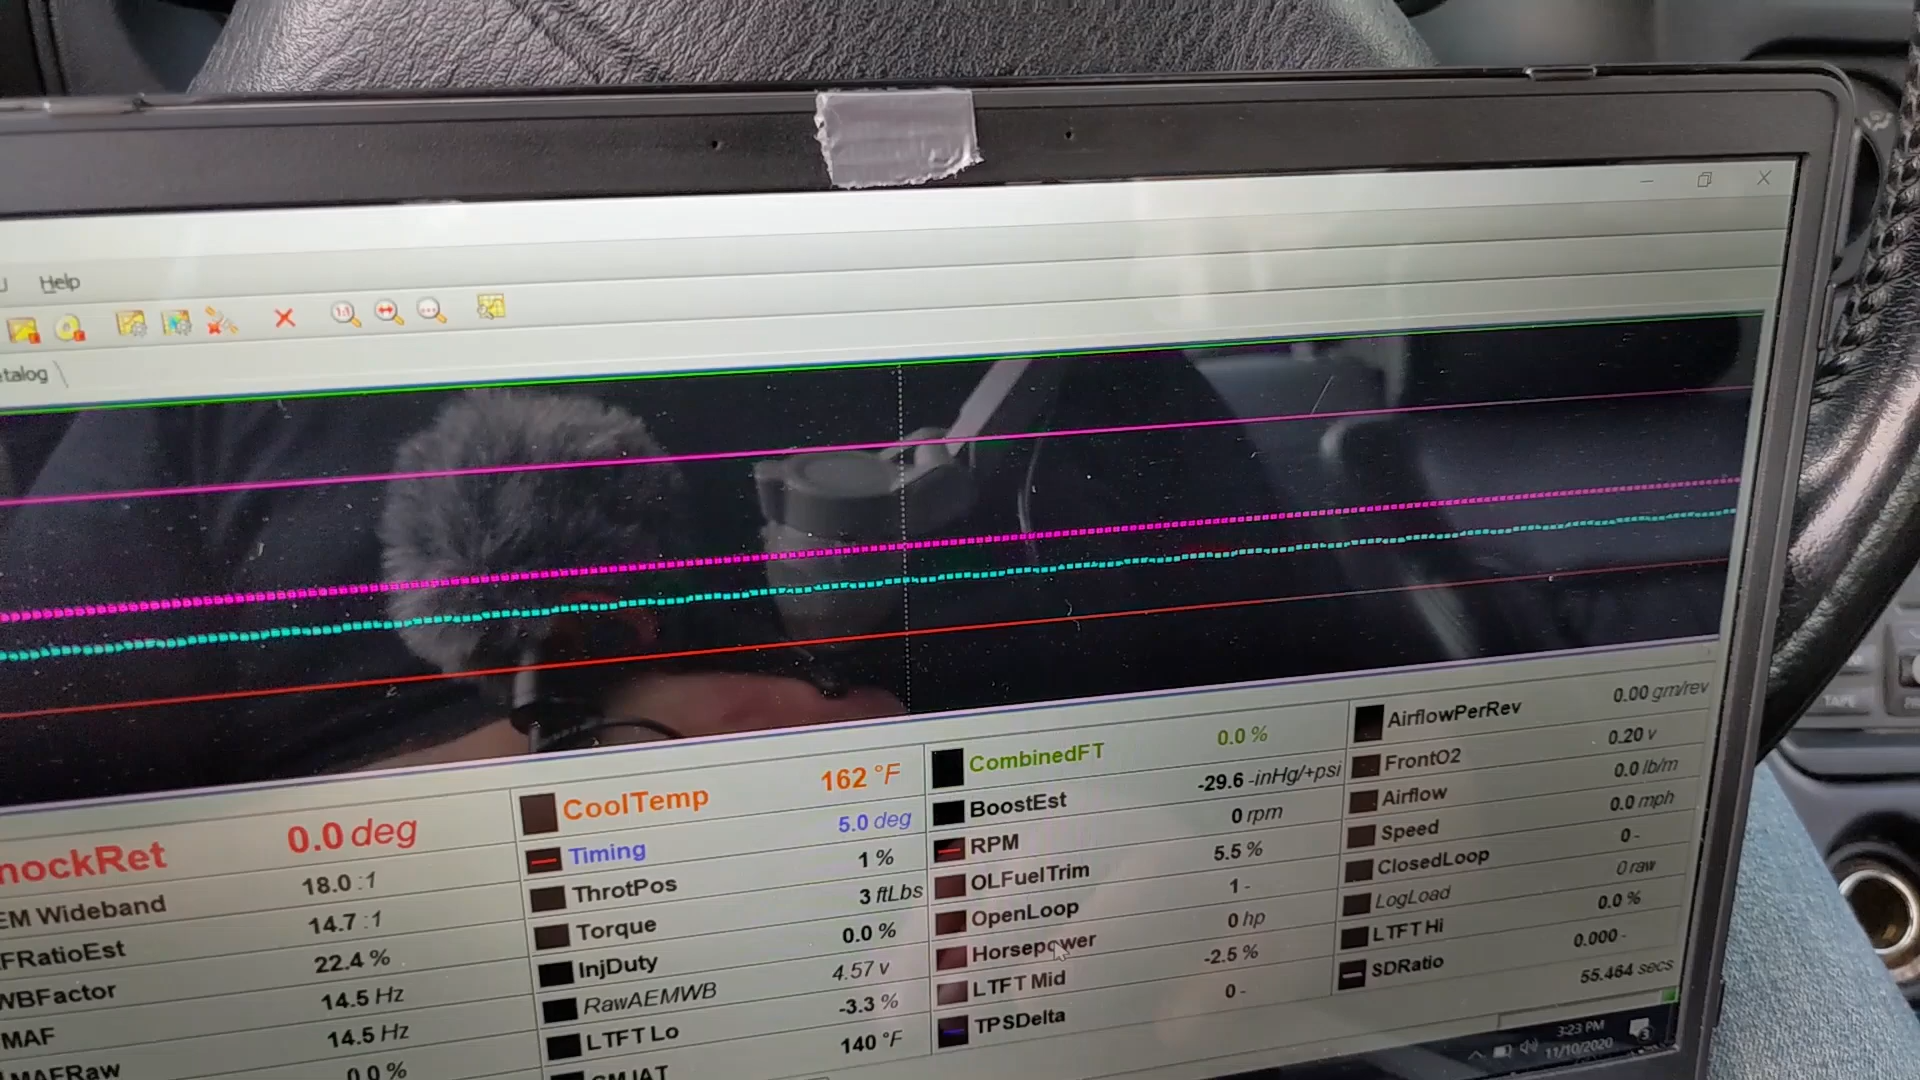 Help
talog
nockRet 0.0 deg
EM Wideband 18.0 :1
FRatioEst 14.7 :1
WBFactor 22.4 %
MAF 14.5 Hz
MAFRaw 14.5 Hz
0.0 %
CoolTemp 162 °F
Timing 5.0 deg
ThrotPos 1 %
Torque 3 ftLbs
InjDuty 0.0 %
RawAEMWB 4.57 v
LTFT Lo -3.3 %
140 °F
CombinedFT 0.0 %
BoostEst -29.6 -inHg/+psi
RPM 0 rpm
OLFuelTrim 5.5 %
OpenLoop 1 -
Horsepower 0 hp
LTFT Mid -2.5 %
TPSDelta 0 -
AirflowPerRev 0.00 gm/rev
FrontO2 0.20 v
Airflow 0.0 lb/m
Speed 0.0 mph
ClosedLoop 0 -
LogLoad 0 raw
LTFT Hi 0.0 %
SDRatio 0.000 -
55.464 secs
3:23 PM
11/10/2020
3
TAPE